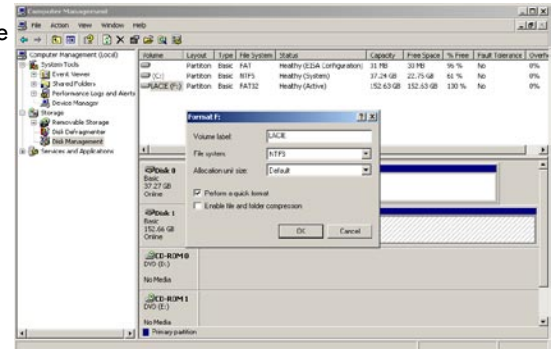 e
Computer Management
File Action View Window Help
Computer Management (Local)
System Tools
Event Viewer
Shared Folders
Performance Logs and Alerts
Device Manager
Storage
Removable Storage
Disk Defragmenter
Disk Management
Services and Applications
Volume Layout Type File System Status Capacity Free Space % Free Fault Tolerance Overh
Partition Basic FAT Healthy (EISA Configuration) 31 MB 30 MB 96 % No 0%
(C:) Partition Basic NTFS Healthy (System) 37.24 GB 22.75 GB 61 % No 0%
LACIE (F:) Partition Basic FAT32 Healthy (Active) 152.63 GB 152.63 GB 100 % No 0%
Format F:
Volume label: LACIE
File system: NTFS
Allocation unit size: Default
Perform a quick format
Enable file and folder compression
OK Cancel
Disk 0
Basic
37.27 GB
Online
Disk 1
Basic
152.66 GB
Online
CD-ROM 0
DVD (D:)
No Media
CD-ROM 1
DVD (E:)
No Media
Primary partition